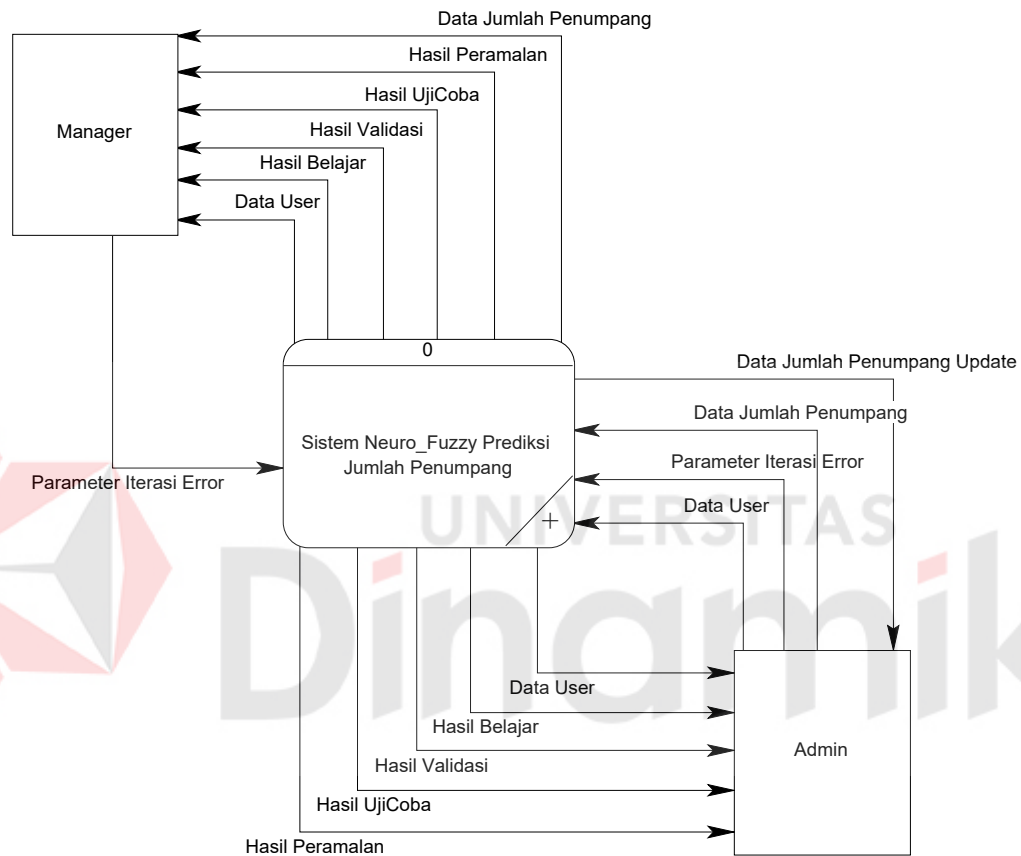 Data Jumlah Penumpang
Hasil Peramalan
Hasil UjiCoba
Manager
Hasil Validasi
Hasil Belajar
Data User
0
Data Jumlah Penumpang Update
Data Jumlah Penumpang
Sistem Neuro_Fuzzy Prediksi
Jumlah Penumpang
Parameter Iterasi Error
Parameter Iterasi Error
Data User
UNIVERSITAS
+
Dinamik
Data User
Hasil Belajar
Admin
Hasil Validasi
Hasil UjiCoba
Hasil Peramalan